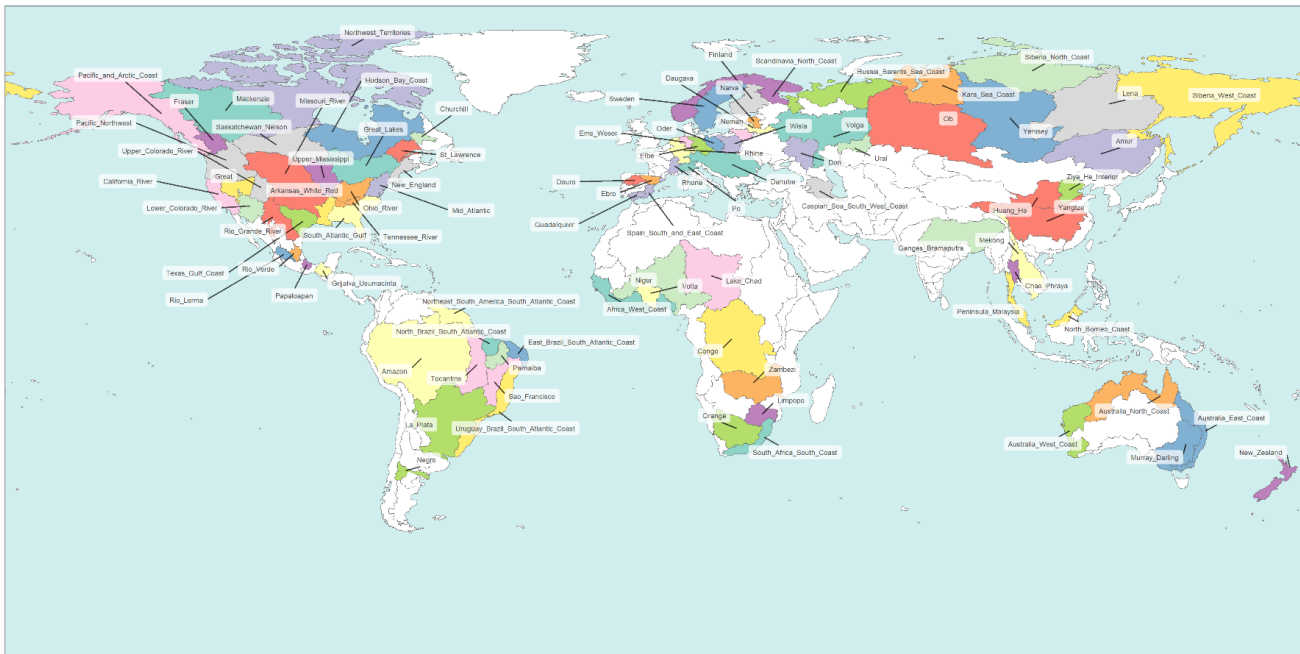 Northwest_Territories
Finland
Scandinavia_North_Coast
Siberia_North_Coast
Pacific_and_Arctic_Coast
Hudson_Bay_Coast
Daugava
Narva
Russia_Barants_Sea_Coast
Fraser
Mackenzie
Missouri_River
Churchill
Sweden
Neman
Kara_Sea_Coast
Lena
Siberia_West_Coast
Pacific_Northwest
Saskatchewan_Nelson
Great_Lakes
Ems_Weser
Oder
Wisla
Volga
Ob
Yenisey
Amur
Upper_Colorado_River
Upper_Mississippi
St_Lawrence
Elbe
Rhine
Don
Ural
California_River
Great
Arkansas_White_Red
New_England
Douro
Ebro
Rhone
Danube
Ziya_He_Interior
Lower_Colorado_River
Ohio_River
Mid_Atlantic
Guadalquivir
Po
Caspian_Sea_South_West_Coast
Huang_He
Yangtze
Rio_Grande_River
South_Atlantic_Gulf
Tennessee_River
Spain_South_and_East_Coast
Ganges_Bramaputra
Mekong
Texas_Gulf_Coast
Rio_Verde
Rio_Lerma
Papaloapan
Grijalva_Usumacinta
Niger
Volta
Lake_Chad
Chao_Phraya
Northeast_South_America_South_Atlantic_Coast
Africa_West_Coast
Peninsula_Malaysia
North_Borneo_Coast
North_Brazil_South_Atlantic_Coast
East_Brazil_South_Atlantic_Coast
Congo
Amazon
Tocantins
Parnaiba
Zambezi
Sao_Francisco
Limpopo
Orange
Australia_North_Coast
Australia_East_Coast
La_Plata
Uruguay_Brazil_South_Atlantic_Coast
Australia_West_Coast
South_Africa_South_Coast
Murray_Darling
New_Zealand
Negro